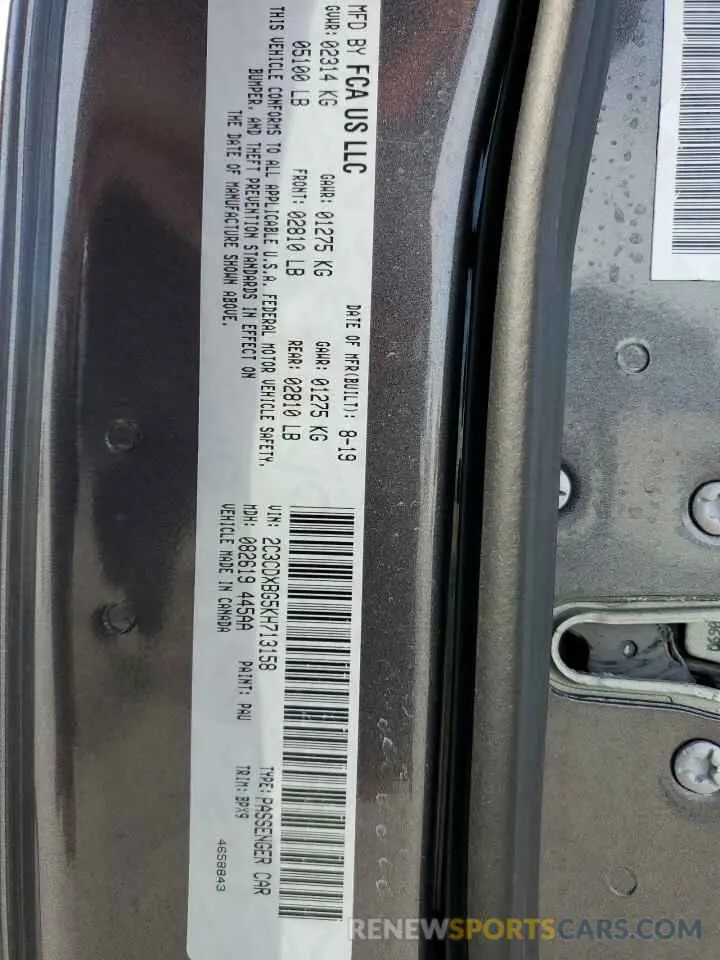 MFD BY FCA US LLC
DATE OF MFR(BUILT): 8-19
GVWR: 02314 KG GAWR: 01275 KG GAWR: 01275 KG
05100 LB FRONT: 02810 LB REAR: 02810 LB
THIS VEHICLE CONFORMS TO ALL APPLICABLE U.S.A. FEDERAL MOTOR VEHICLE SAFETY,
BUMPER, AND THEFT PREVENTION STANDARDS IN EFFECT ON
THE DATE OF MANUFACTURE SHOWN ABOVE.
VIN: 2C3CDXBG5KH713158 TYPE: PASSENGER CAR
MDH: 082619 445AA PAINT: PAU TRIM: BPX9
VEHICLE MADE IN CANADA 4658843
RENEWSPORTSCARS.COM